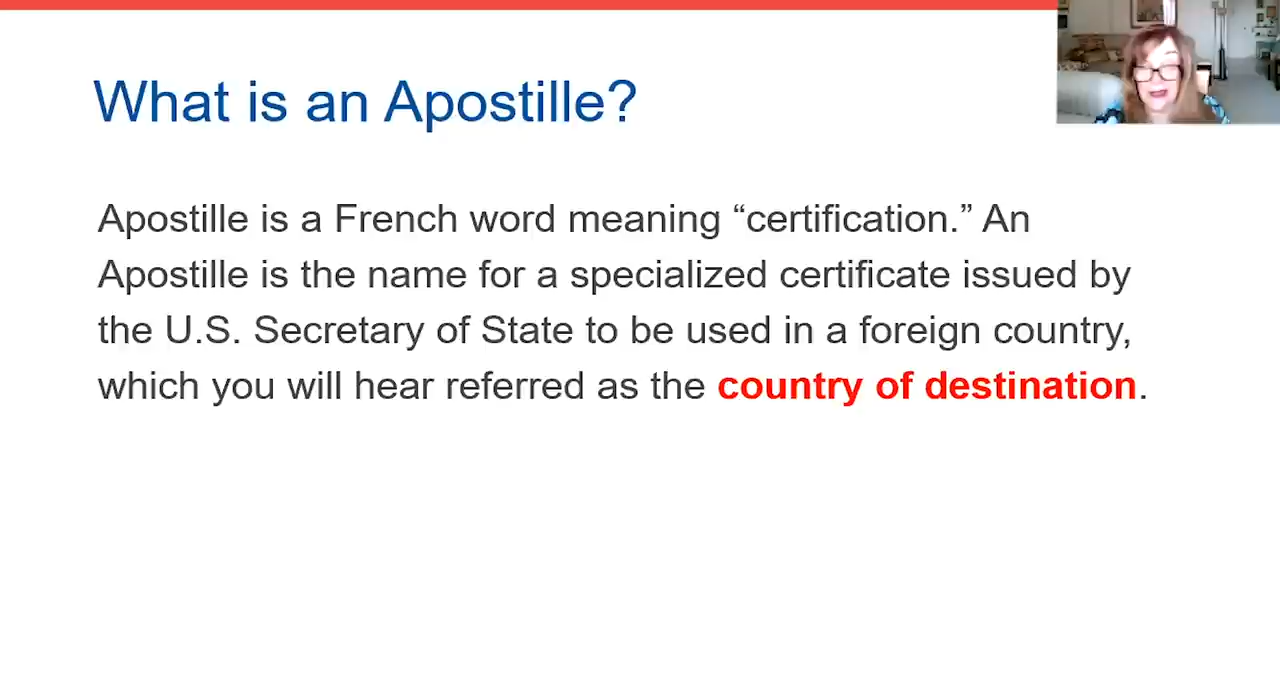 What is an Apostille?
Apostille is a French word meaning “certification.” An
Apostille is the name for a specialized certificate issued by
the U.S. Secretary of State to be used in a foreign country,
which you will hear referred as the country of destination.